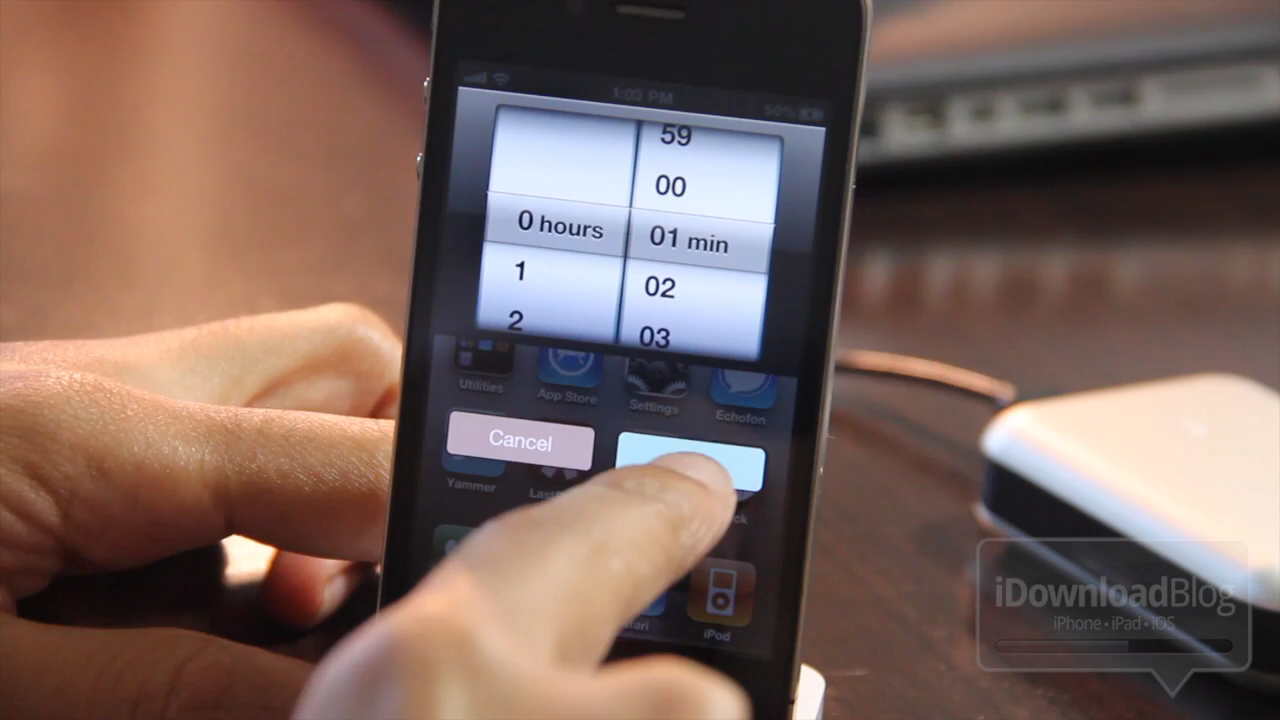 1:03 PM
50%
59
00
0 hours
01 min
1
02
2
03
Utilities
App Store
Settings
Echofon
Cancel
Yammer
iPod
iDownloadBlog
iPhone • iPad • iOS